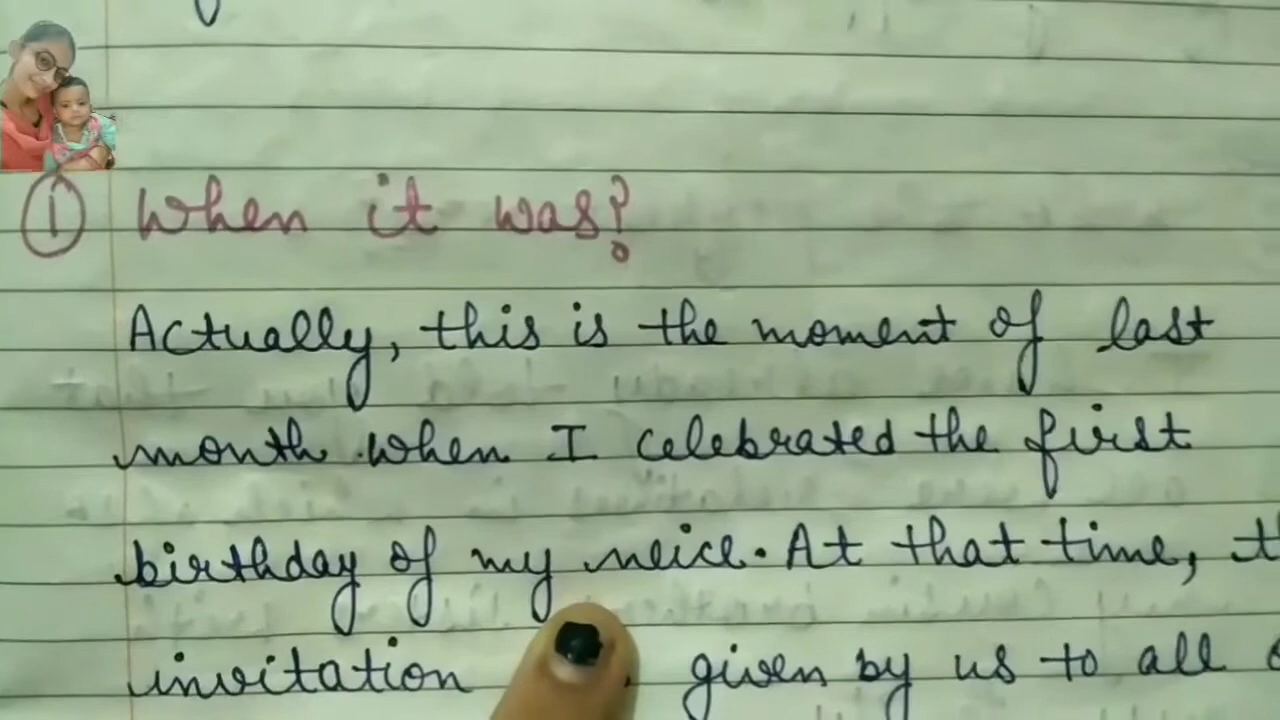 ① When it was?
Actually, this is the moment of last
month when I celebrated the first
birthday of my neice. At that time,
invitation given by us to all